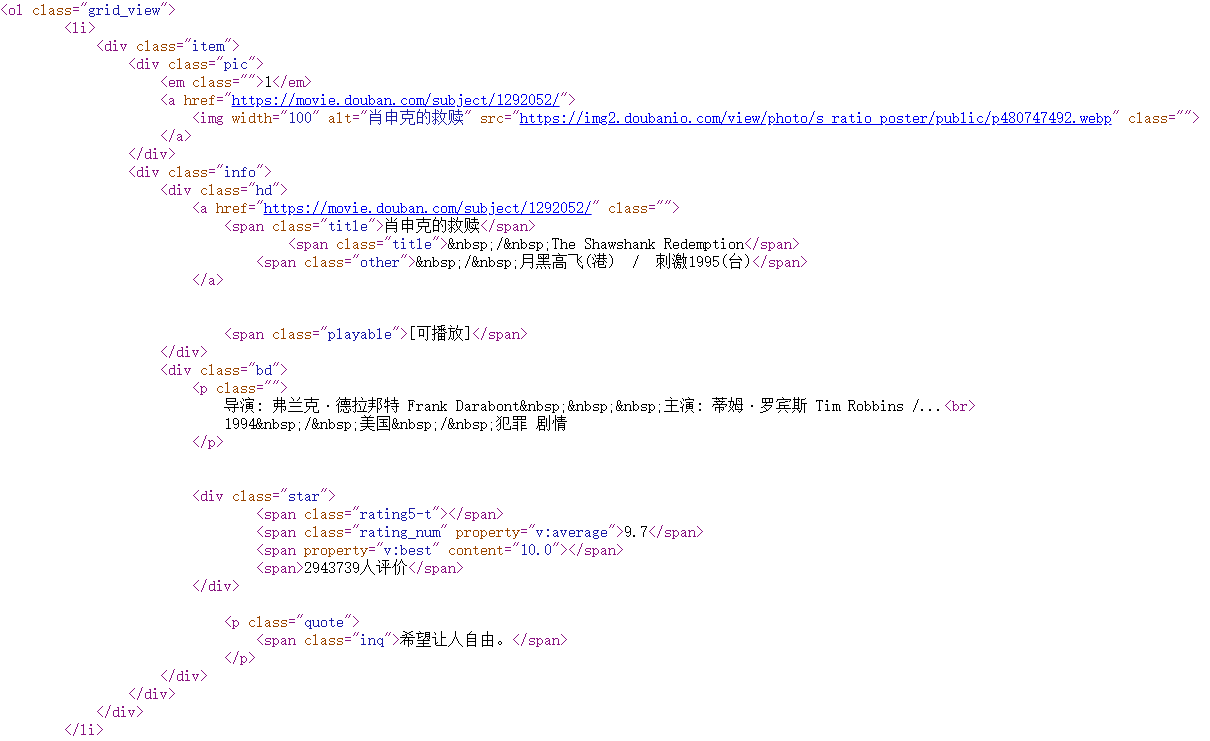 <ol class="grid_view">
<li>
<div class="item">
<div class="pic">
<em class="">1</em>
<a href="https://movie.douban.com/subject/1292052/">
<img width="100" alt="肖申克的救赎" src="https://img2.doubanio.com/view/photo/s_ratio_poster/public/p480747492.webp" class="">
</a>
</div>
<div class="info">
<div class="hd">
<a href="https://movie.douban.com/subject/1292052/" class="">
<span class="title">肖申克的救赎</span>
<span class="title">&nbsp;/&nbsp;The Shawshank Redemption</span>
<span class="other">&nbsp;/&nbsp;月黑高飞(港) / 刺激1995(台)</span>
</a>
<span class="playable">[可播放]</span>
</div>
<div class="bd">
<p class="">
导演: 弗兰克·德拉邦特 Frank Darabont&nbsp;&nbsp;&nbsp;主演: 蒂姆·罗宾斯 Tim Robbins /...<br>
1994&nbsp;/&nbsp;美国&nbsp;/&nbsp;犯罪 剧情
</p>
<div class="star">
<span class="rating5-t"></span>
<span class="rating_num" property="v:average">9.7</span>
<span property="v:best" content="10.0"></span>
<span>2943739人评价</span>
</div>
<p class="quote">
<span class="inq">希望让人自由。</span>
</p>
</div>
</div>
</div>
</li>